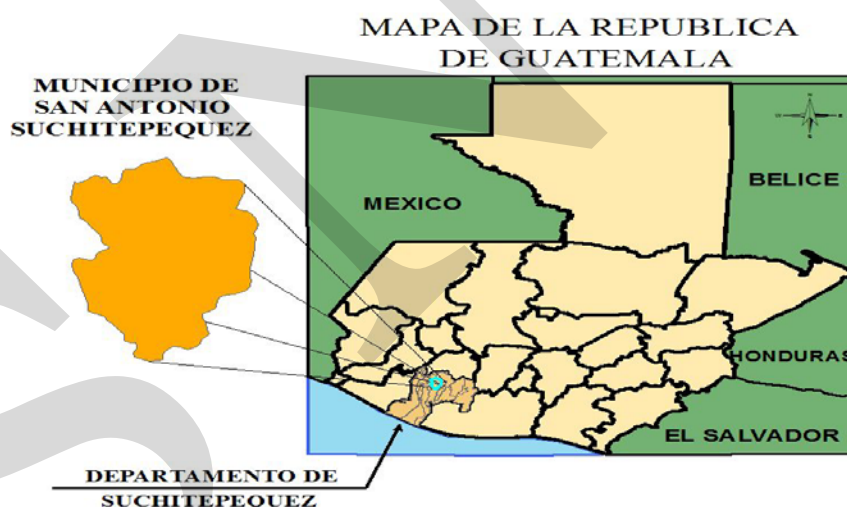 MAPA DE LA REPUBLICA
DE GUATEMALA
MUNICIPIO DE
SAN ANTONIO
SUCHITEPEQUEZ
MEXICO
BELICE
HONDURAS
EL SALVADOR
DEPARTAMENTO DE
SUCHITEPEQUEZ